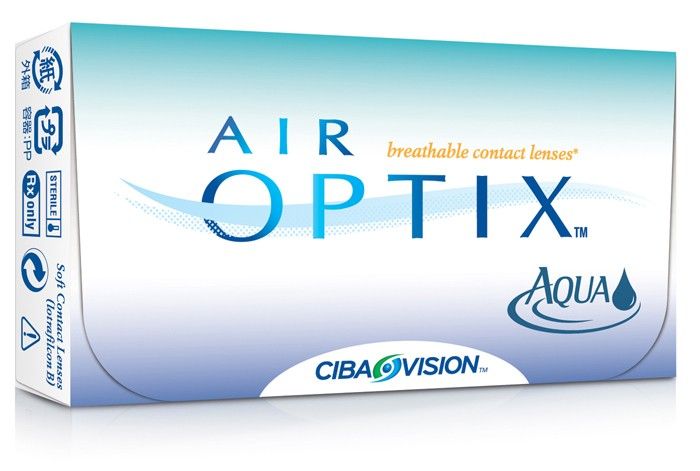 紙
外箱
容器:PP
STERILE
Rx only
Soft Contact Lenses
(lotrafilcon B)
AIR
breathable contact lenses*
OPTIX™
AQUA
CIBA VISION™